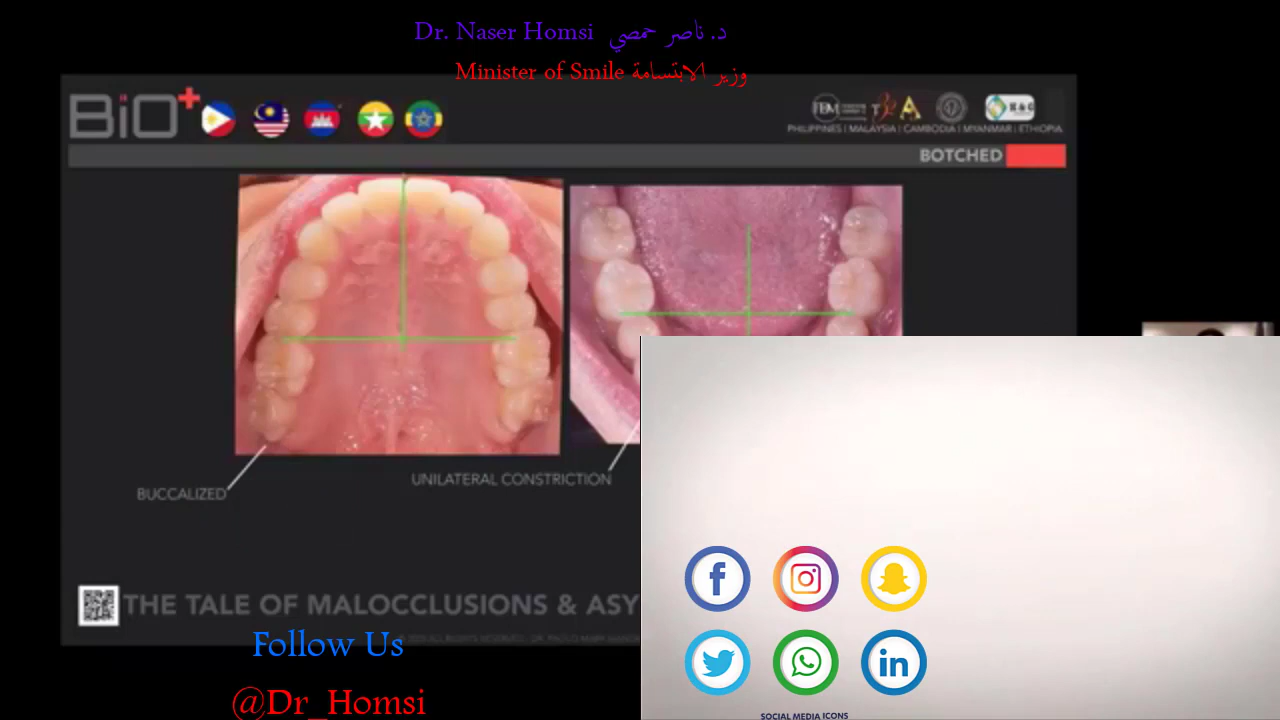 Dr. Naser Homsi د. ناصر حمصي
Minister of Smile وزير الابتسامة
BiO+
PHILIPPINES | MALAYSIA | CAMBODIA | MYANMAR | ETHIOPIA
BOTCHED
BUCCALIZED
UNILATERAL CONSTRICTION
THE TALE OF MALOCCLUSIONS & ASY
Follow Us
@Dr_Homsi
SOCIAL MEDIA ICONS